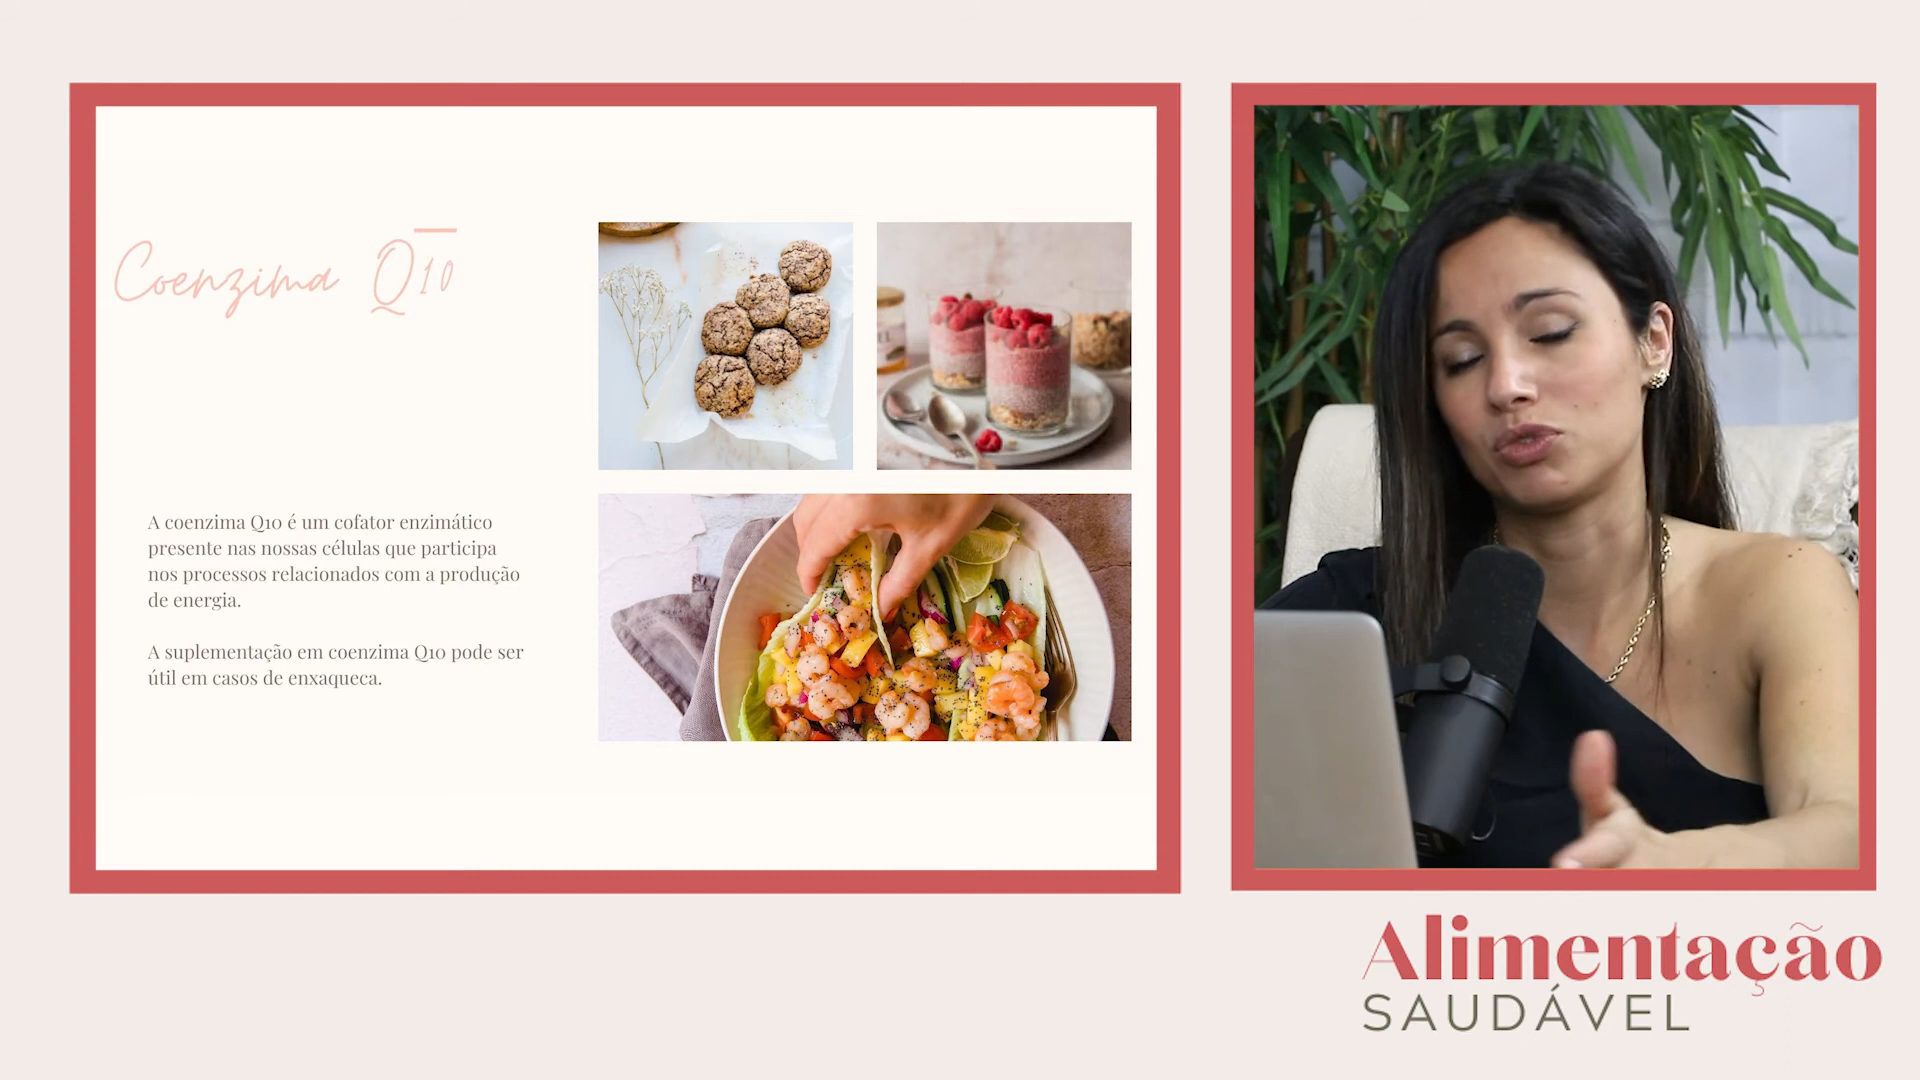 Coenzima Q10
A coenzima Q10 é um cofator enzimático
presente nas nossas células que participa
nos processos relacionados com a produção
de energia.
A suplementação em coenzima Q10 pode ser
útil em casos de enxaqueca.
Alimentação
SAUDÁVEL